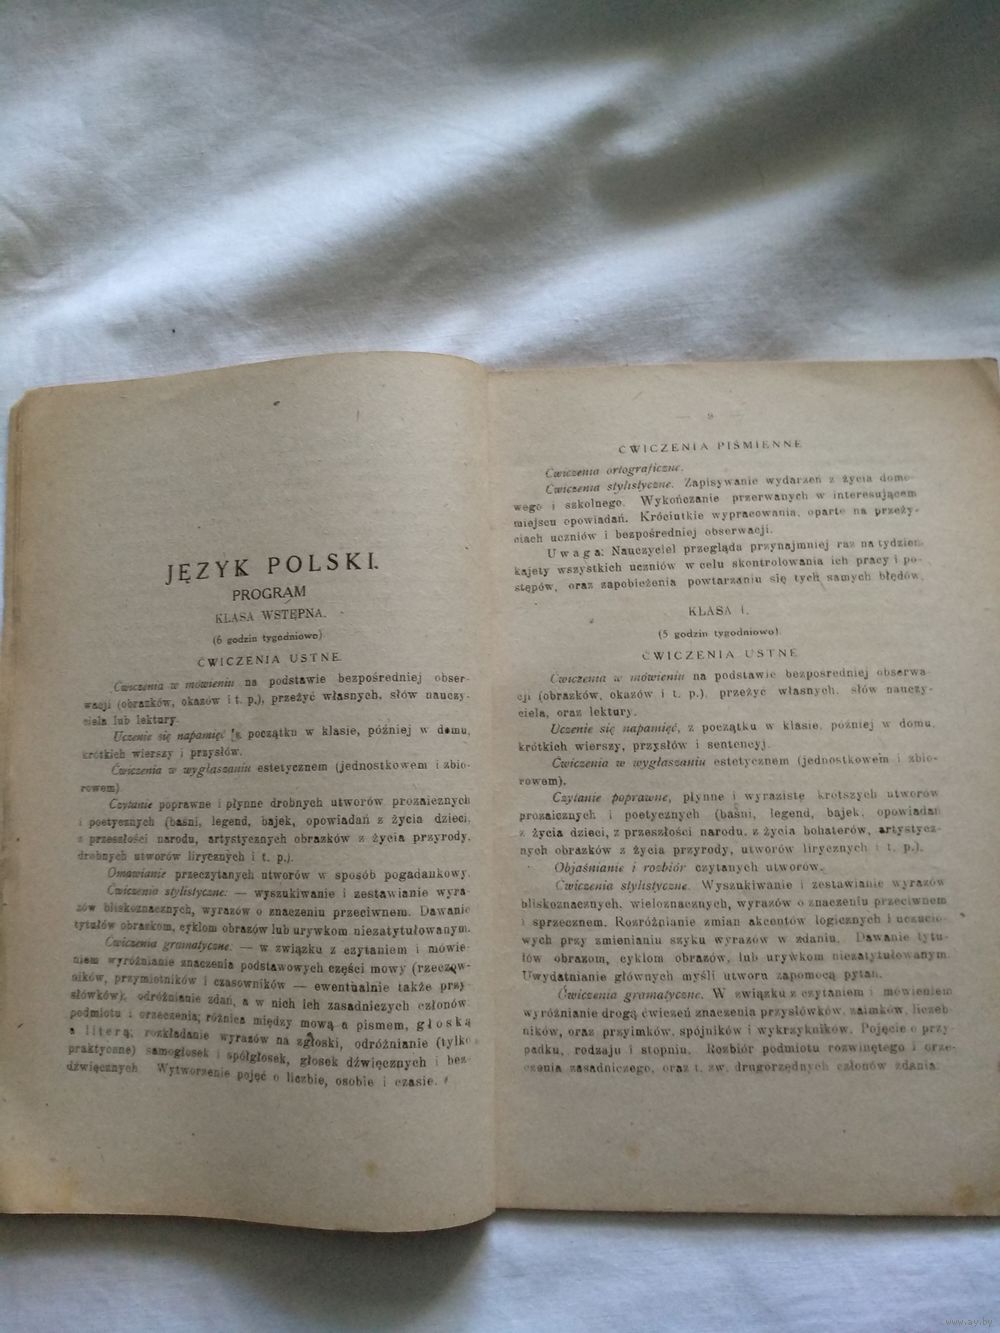 JĘZYK POLSKI.
PROGRAM
KLASA WSTĘPNA.
(6 godzin tygodniowo)
ĆWICZENIA USTNE.
Ćwiczenia w mówieniu na podstawie bezpośredniej obser-
wacji (obrazków, okazów i t. p.), przeżyć własnych, słów nauczy-
ciela lub lektury.
Uczenie się napamięć z początku w klasie, później w domu,
krótkich wierszy i przysłów.
Ćwiczenia w wygłaszaniu estetycznem (jednostkowem i zbio-
rowem)
Czytanie poprawne i płynne drobnych utworów prozaicznych
i poetycznych (baśni, legend, bajek, opowiadań z życia dzieci,
z przeszłości narodu, artystycznych obrazków z życia przyrody,
drobnych utworów lirycznych i t. p.).
Omawianie przeczytanych utworów w sposób pogadankowy.
Ćwiczenia stylistyczne: — wyszukiwanie i zestawianie wyra-
zów bliskoznacznych, wyrazów o znaczeniu przeciwnem. Dawanie
tytułów obrazkom, cyklom obrazów lub urywkom niezatytułowanym.
Ćwiczenia gramatyczne: — w związku z czytaniem i mówie-
niem wyróżnianie znaczenia podstawowych części mowy (rzeczow-
ników, przymiotników i czasowników — ewentualnie także przy-
słówków), odróżnianie zdań, a w nich ich zasadniczych członów
podmiotu i orzeczenia; różnica między mową a pismem, głoską
a literą; rozkładanie wyrazów na zgłoski, odróżnianie (tylko
praktyczne) samogłosek i spółgłosek, głosek dźwięcznych i bez-
dźwięcznych Wytworzenie pojęć o liczbie, osobie i czasie.
— 9 —
ĆWICZENIA PIŚMIENNE
Ćwiczenia ortograficzne.
Ćwiczenia stylistyczne. Zapisywanie wydarzeń z życia domo-
wego i szkolnego. Wykończanie przerwanych w interesującem
miejscu opowiadań. Króciutkie wypracowania, oparte na przeży-
ciach uczniów i bezpośredniej obserwacji.
Uwaga: Nauczyciel przegląda przynajmniej raz na tydzień
kajety wszystkich uczniów w celu skontrolowania ich pracy i po-
stępów, oraz zapobieżenia powtarzaniu się tych samych błędów.
KLASA I.
(5 godzin tygodniowo)
ĆWICZENIA USTNE
Ćwiczenia w mówieniu na podstawie bezpośredniej obserwa-
cji (obrazków, okazów i t. p.), przeżyć własnych, słów nauczy-
ciela, oraz lektury.
Uczenie się napamięć, z początku w klasie, później w domu,
krótkich wierszy, przysłów i sentencyj.
Ćwiczenia w wygłaszaniu estetycznem (jednostkowem i zbio-
rowem).
Czytanie poprawne, płynne i wyraziste krótszych utworów
prozaicznych i poetycznych (baśni, legend, bajek, opowiadań
z życia dzieci, z przeszłości narodu, z życia bohaterów, artystycz-
nych obrazków z życia przyrody, utworów lirycznych i t. p.).
Objaśnianie i rozbiór czytanych utworów.
Ćwiczenia stylistyczne. Wyszukiwanie i zestawianie wyrazów
bliskoznacznych, wieloznacznych, wyrazów o znaczeniu przeciwnem
i sprzecznem. Rozróżnianie zmian akcentów logicznych i uczucio-
wych przy zmienianiu szyku wyrazów w zdaniu. Dawanie tytu-
łów obrazom, cyklom obrazów, lub urywkom niezatytułowanym.
Uwydatnianie głównych myśli utworu zapomocą pytań.
Ćwiczenia gramatyczne. W związku z czytaniem i mówieniem
wyróżnianie drogą ćwiczeń znaczenia przysłówków, zaimków, liczeb-
ników, oraz przyimków, spójników i wykrzykników. Pojęcie o przy-
padku, rodzaju i stopniu. Rozbiór podmiotu rozwiniętego i orze-
czenia zasadniczego, oraz t. zw. drugorzędnych członów zdania.
www.ay.by